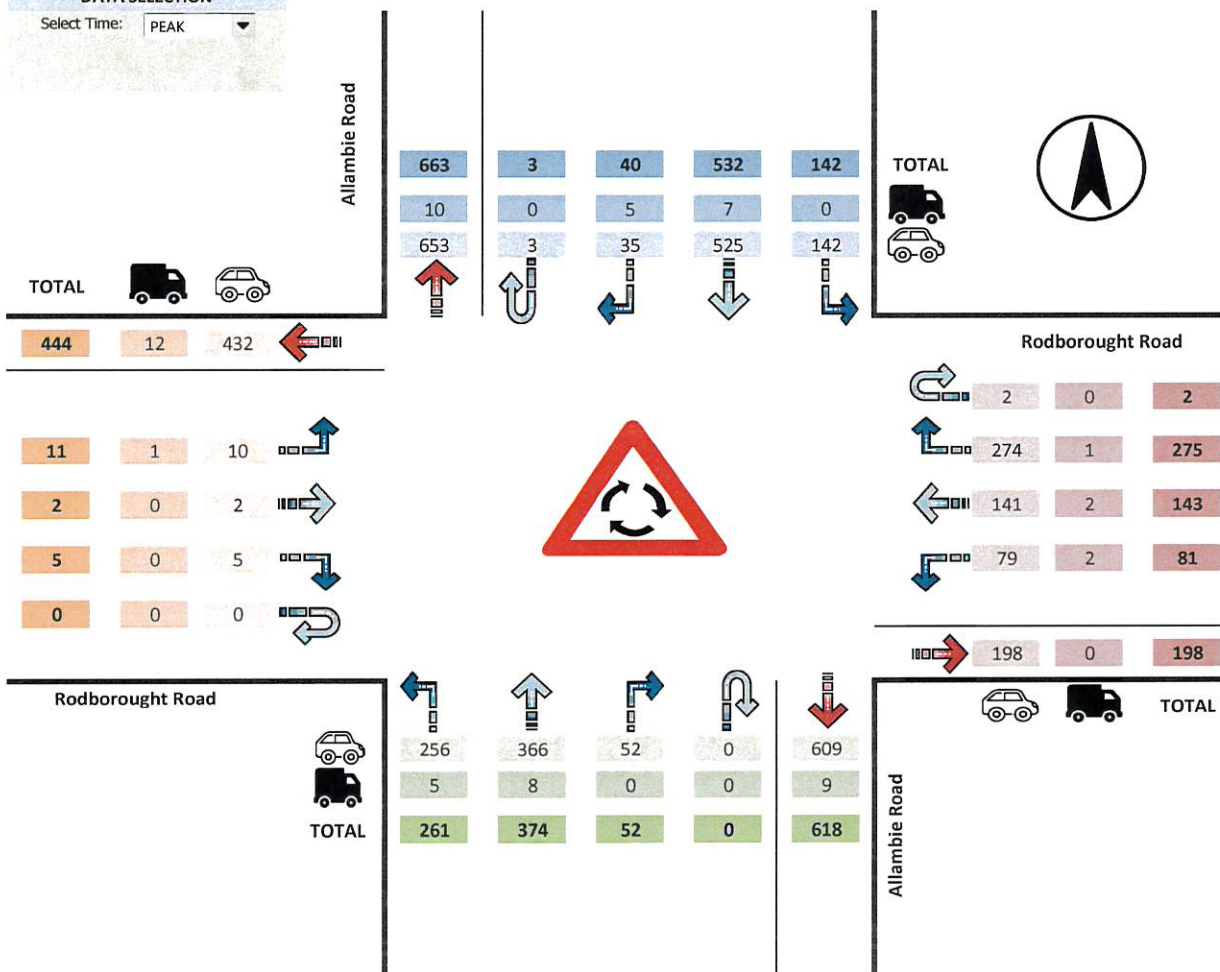 DATA SELECTION
Select Time: PEAK
Allambie Road
663 3 40 532 142 TOTAL
10 0 5 7 0
653 3 35 525 142
TOTAL
444 12 432
Rodborought Road
2 0 2
11 1 10
274 1 275
2 0 2
141 2 143
5 0 5
79 2 81
0 0 0
198 0 198
Rodborought Road
TOTAL
256 366 52 0 609
5 8 0 0 9
TOTAL 261 374 52 0 618
Allambie Road